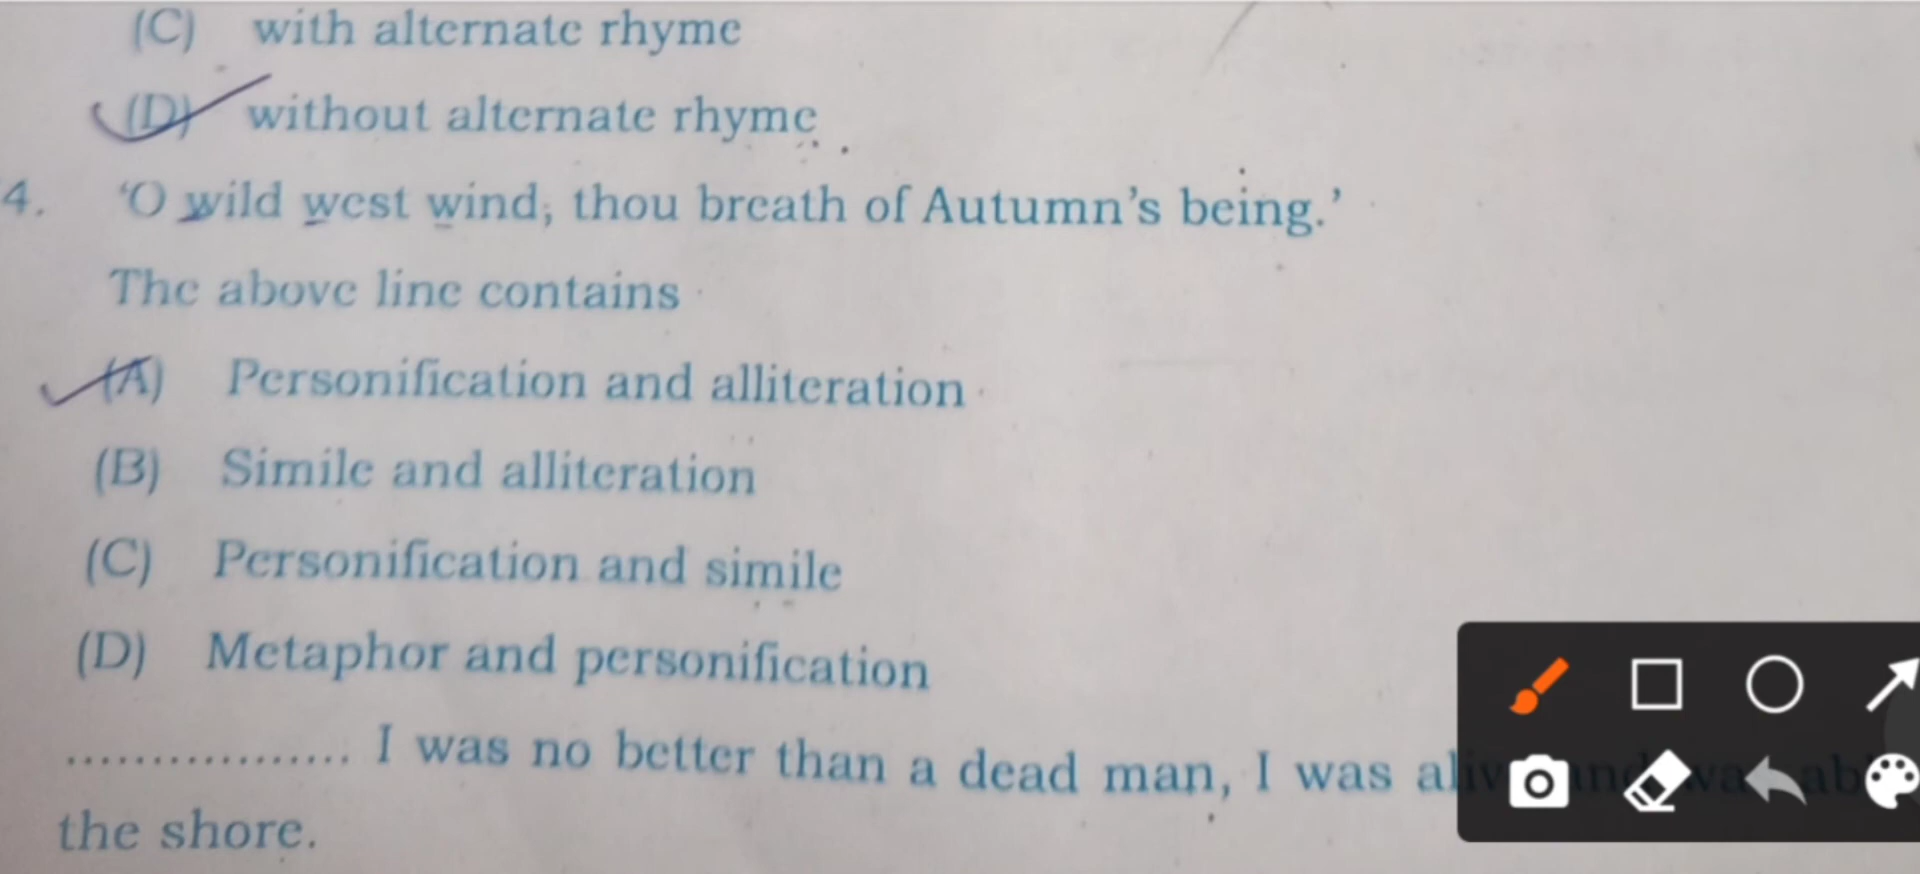 (C) with alternate rhyme
(D) without alternate rhyme
4. 'O wild west wind, thou breath of Autumn's being.'
The above line contains
(A) Personification and alliteration
(B) Simile and alliteration
(C) Personification and simile
(D) Metaphor and personification
................. I was no better than a dead man, I was
the shore.